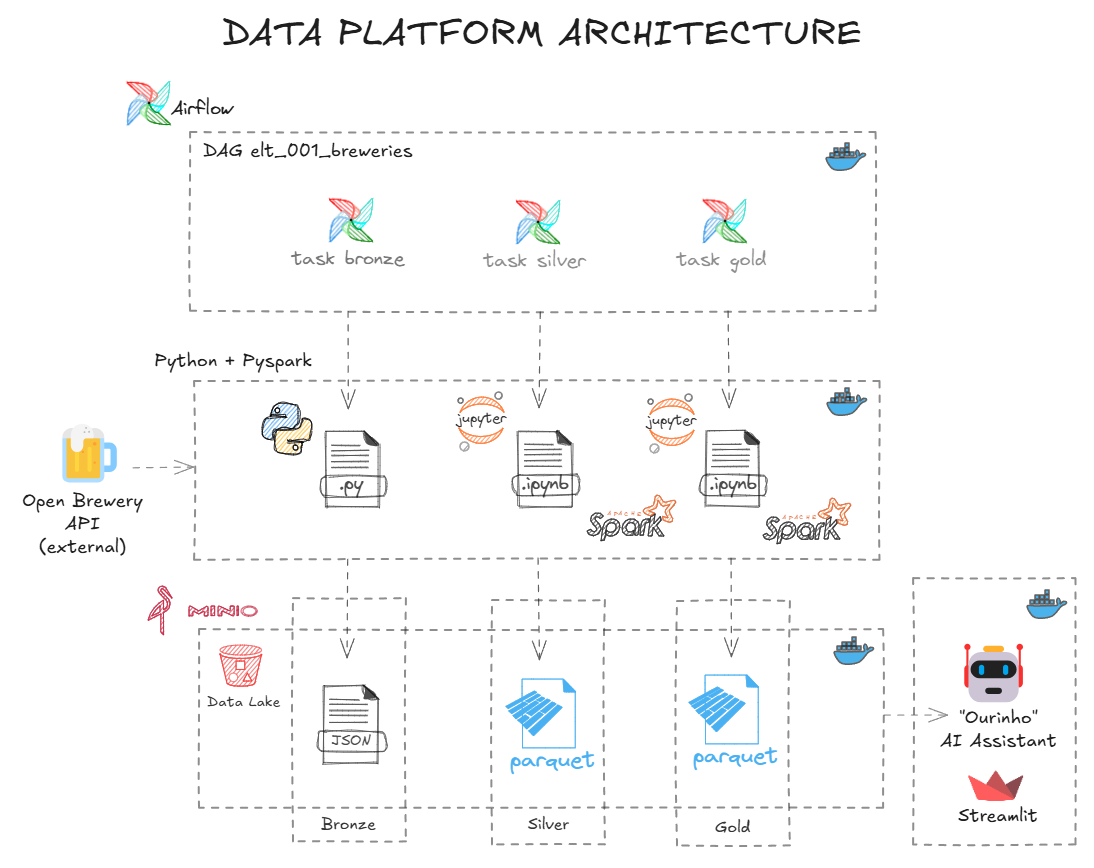 DATA PLATFORM ARCHITECTURE
Airflow
DAG elt_001_breweries
task bronze
task silver
task gold
Python + Pyspark
jupyter
jupyter
.py
.ipynb
.ipynb
APACHE
Spark
APACHE
Spark
Open Brewery
API
(external)
MINIO
Data Lake
JSON
parquet
parquet
"Ourinho"
AI Assistant
Streamlit
Bronze
Silver
Gold